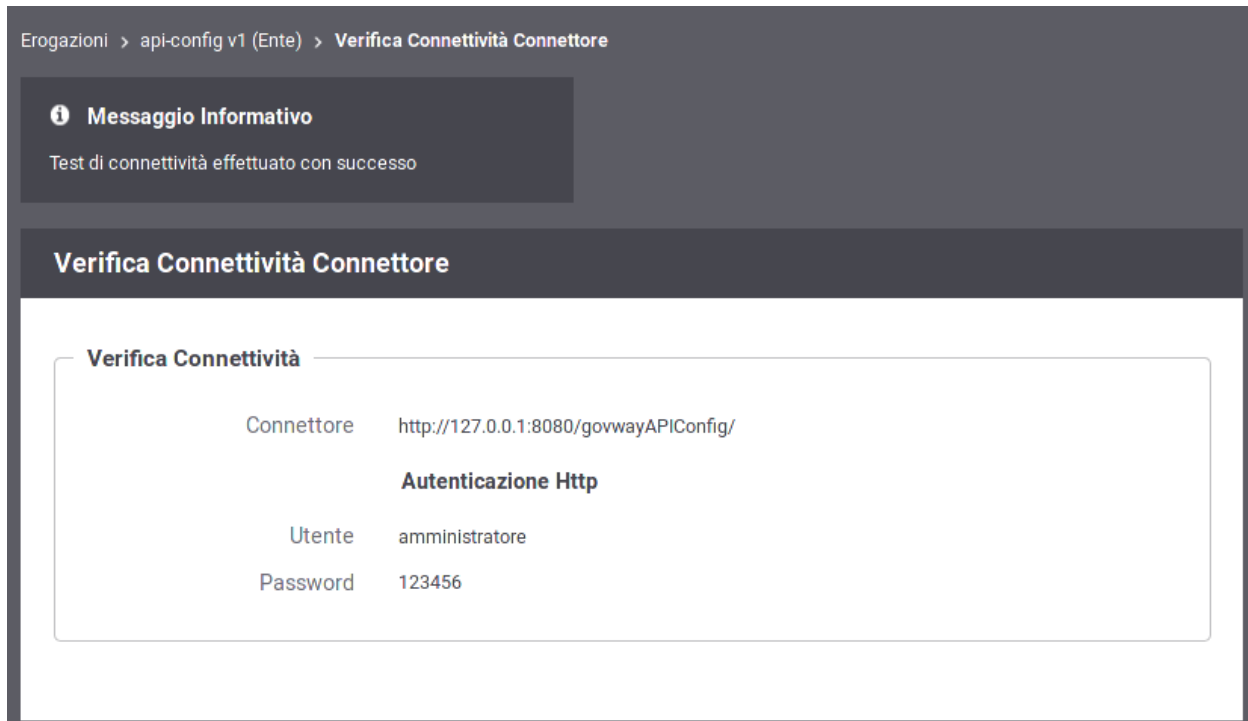 Erogazioni > api-config v1 (Ente) > Verifica Connettività Connettore
Messaggio Informativo
Test di connettività effettuato con successo
Verifica Connettività Connettore
Verifica Connettività
Connettore http://127.0.0.1:8080/govwayAPIConfig/
Autenticazione Http
Utente amministratore
Password 123456